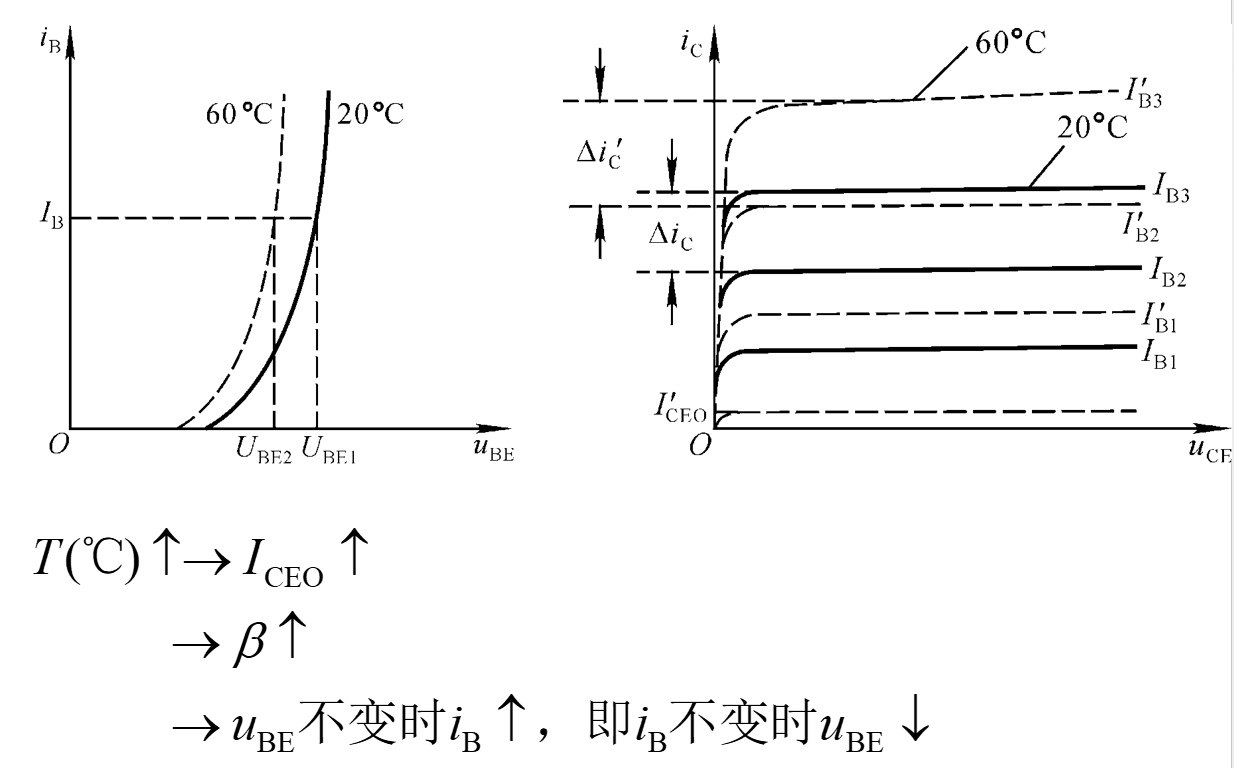 i_B
60°C
20°C
I_B
O
U_BE2
U_BE1
u_BE
i_C
60°C
I′_B3
20°C
Δi_C′
I_B3
Δi_C
I′_B2
I_B2
I′_B1
I_B1
I′_CEO
O
u_CE
T(℃)↑→I_CEO↑
→β↑
→u_BE不变时i_B↑，即i_B不变时u_BE↓